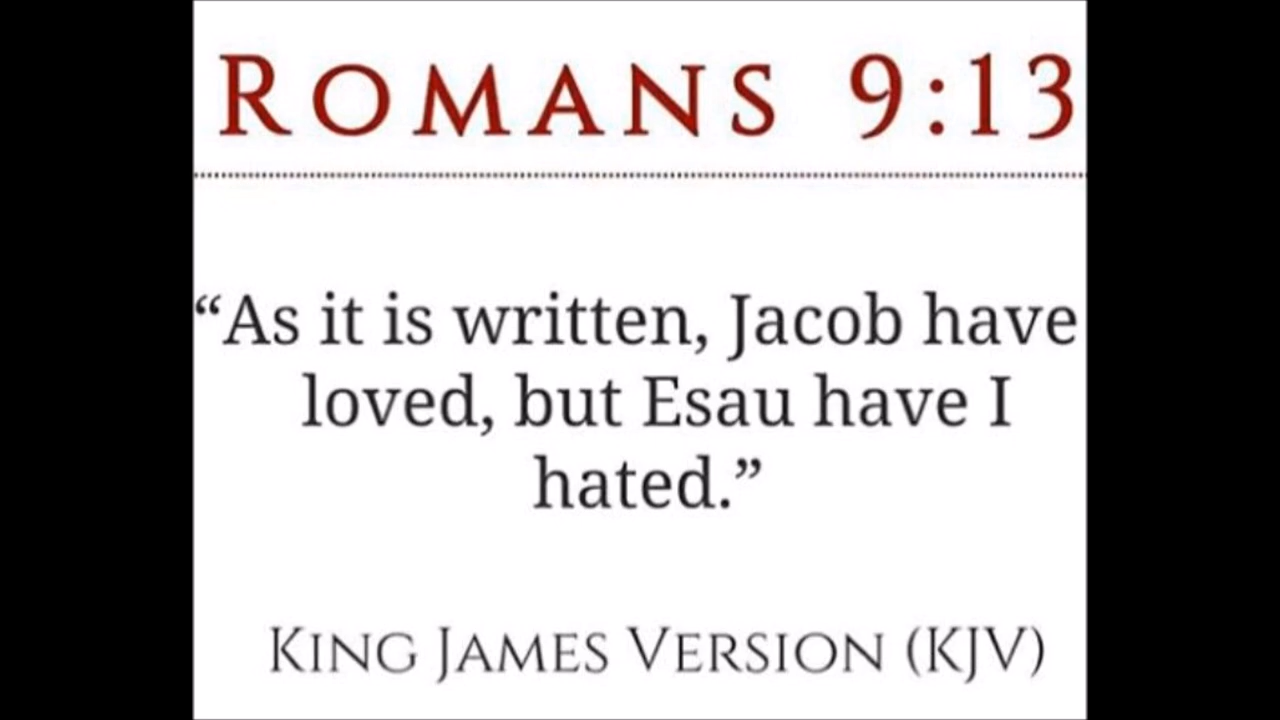 ROMANS 9:13
“As it is written, Jacob have
loved, but Esau have I
hated.”
KING JAMES VERSION (KJV)